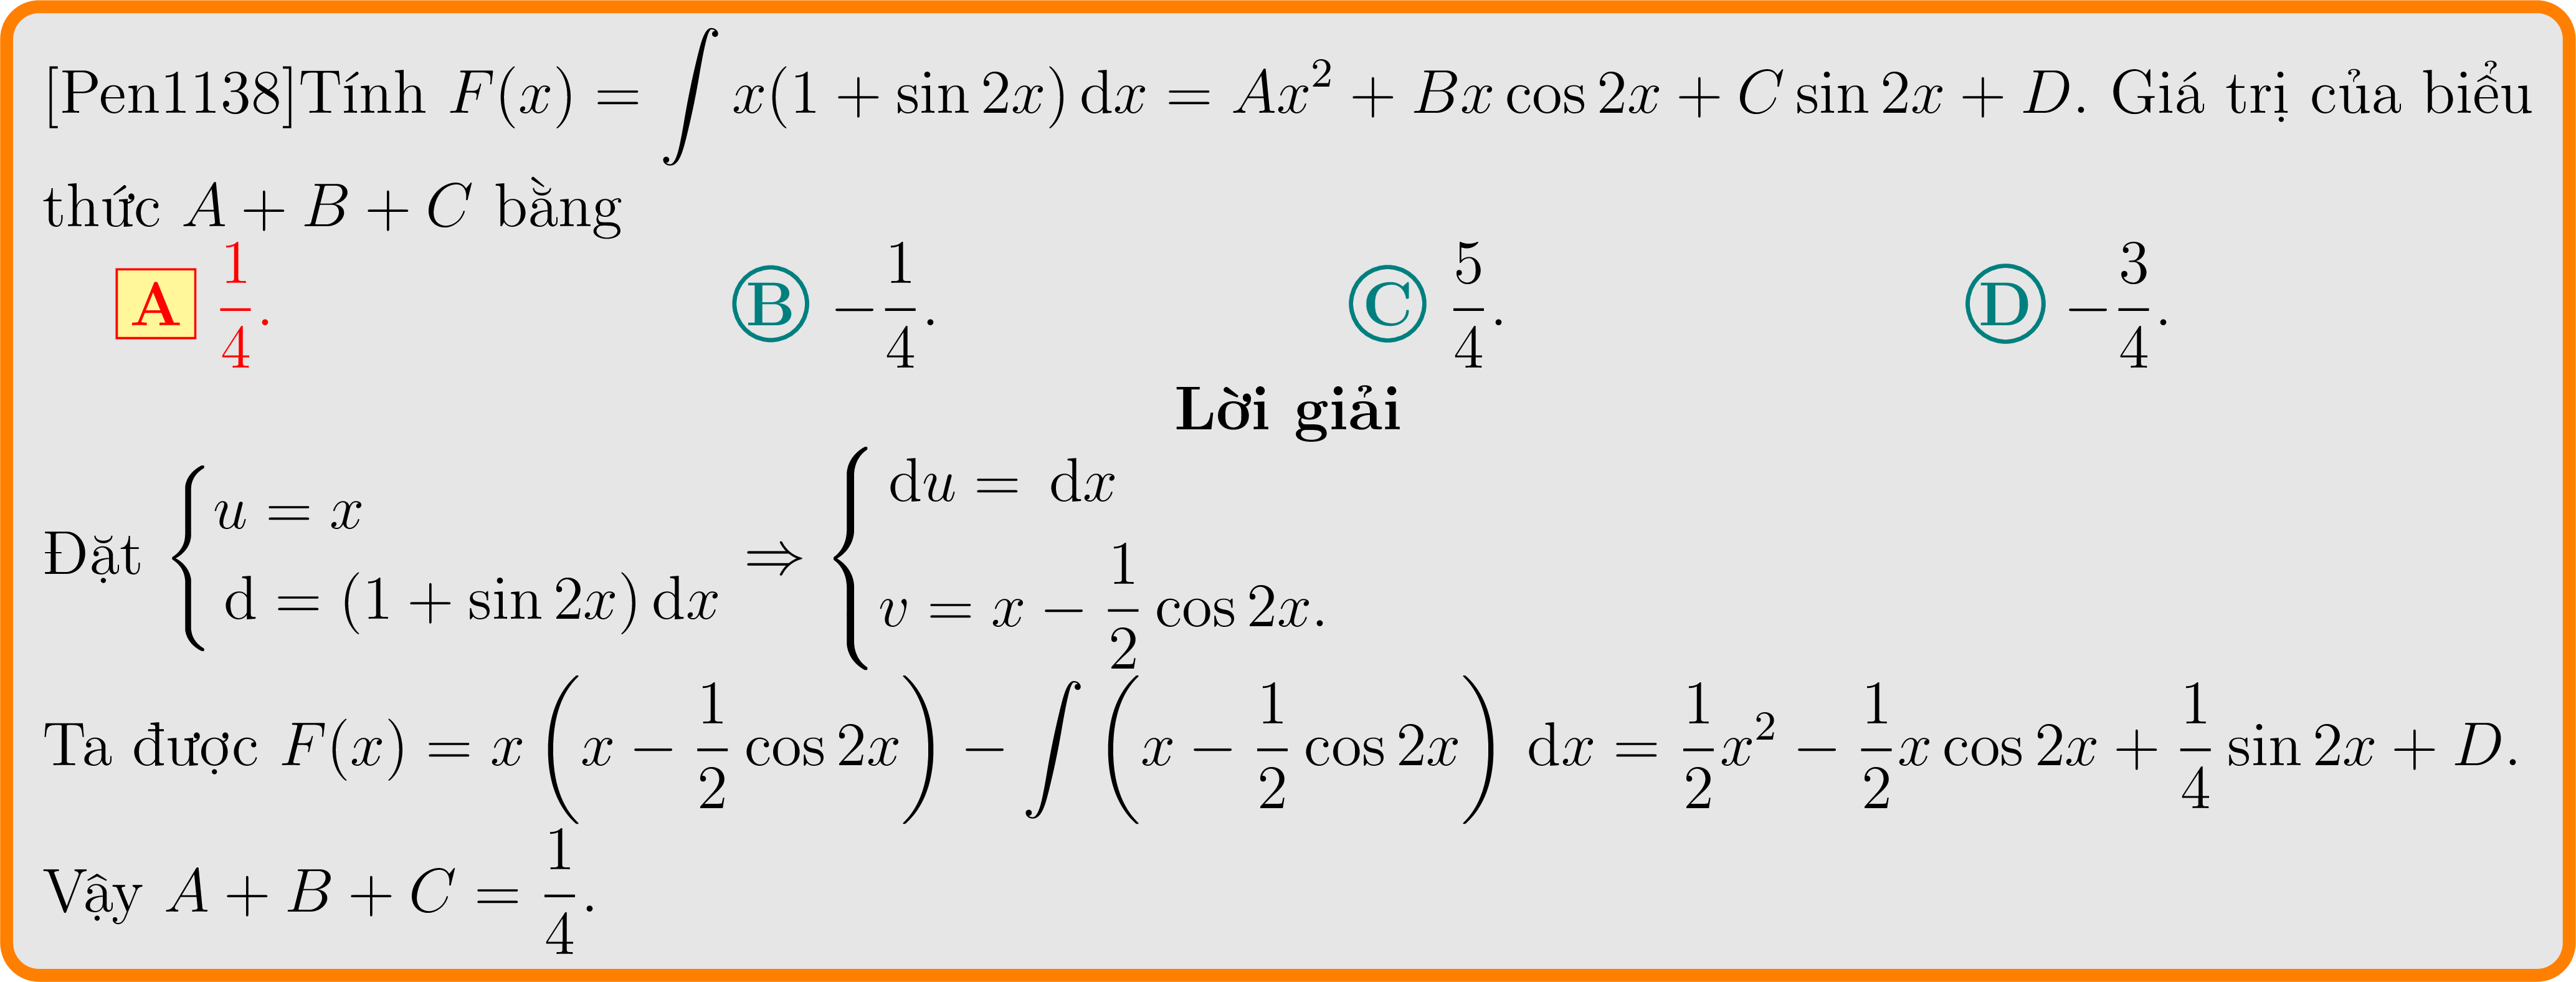 [Pen1138]Tính $F(x) = \int x(1 + \sin 2x)\,\mathrm{d}x = Ax^2 + Bx\cos 2x + C\sin 2x + D$. Giá trị của biểu
thức $A + B + C$ bằng
A $\frac{1}{4}$. B $-\frac{1}{4}$. C $\frac{5}{4}$. D $-\frac{3}{4}$.
Lời giải
Đặt $\begin{cases} u = x \\ \mathrm{d} = (1 + \sin 2x)\,\mathrm{d}x \end{cases} \Rightarrow \begin{cases} \mathrm{d}u = \mathrm{d}x \\ v = x - \frac{1}{2}\cos 2x. \end{cases}$
Ta được $F(x) = x\left(x - \frac{1}{2}\cos 2x\right) - \int \left(x - \frac{1}{2}\cos 2x\right)\,\mathrm{d}x = \frac{1}{2}x^2 - \frac{1}{2}x\cos 2x + \frac{1}{4}\sin 2x + D$.
Vậy $A + B + C = \frac{1}{4}$.